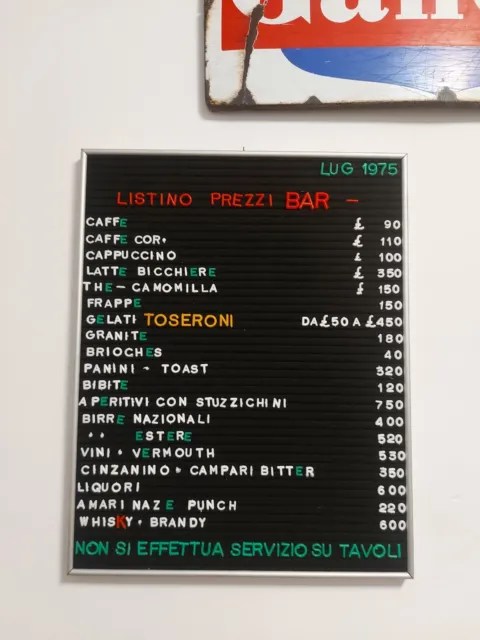 LUG 1975
LISTINO PREZZI BAR -
CAFFE £ 90
CAFFE COR. £ 110
CAPPUCCINO £ 100
LATTE BICCHIERE £ 350
THE - CAMOMILLA £ 150
FRAPPE 150
GELATI TOSERONI DA £50 A £450
GRANITE 180
BRIOCHES 40
PANINI - TOAST 320
BIBITE 120
APERITIVI CON STUZZICHINI 750
BIRRE NAZIONALI 400
" ESTERE 520
VINI • VERMOUTH 530
CINZANINO • CAMPARI BITTER 350
LIQUORI 600
AMARI NAZE PUNCH 220
WHISKY • BRANDY 600
NON SI EFFETTUA SERVIZIO SU TAVOLI